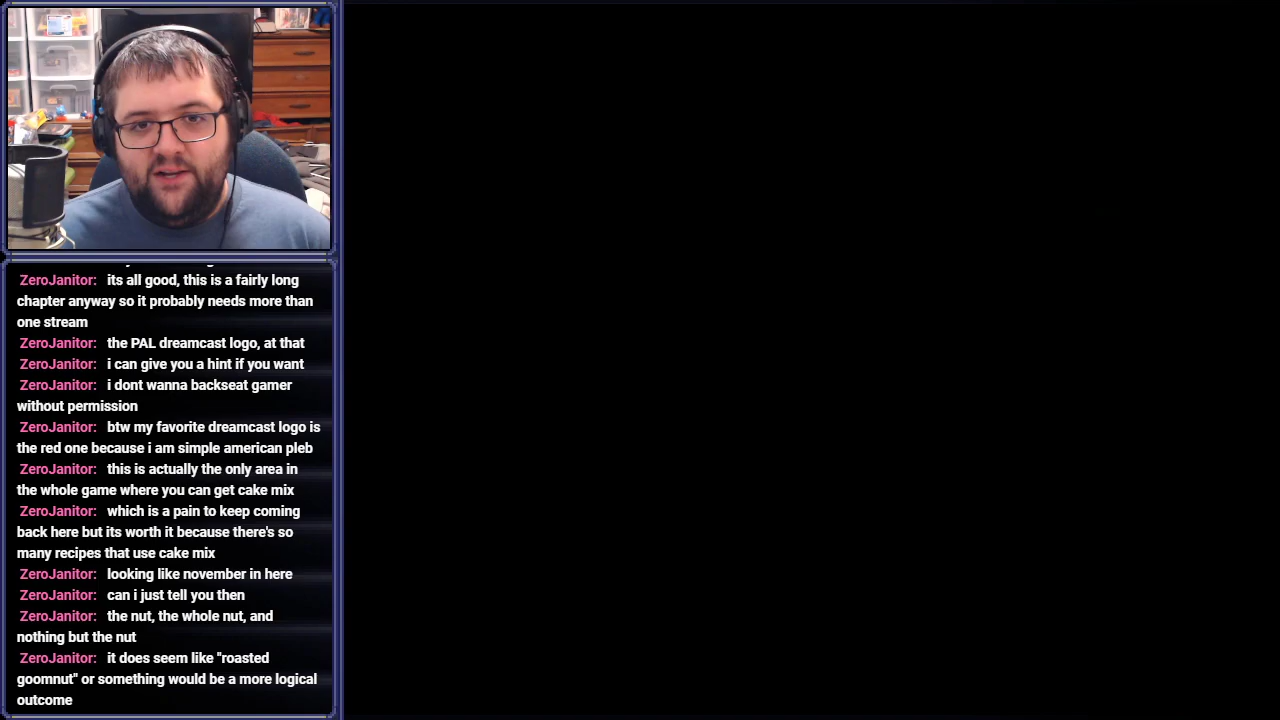 ZeroJanitor: its all good, this is a fairly long
chapter anyway so it probably needs more than
one stream
ZeroJanitor: the PAL dreamcast logo, at that
ZeroJanitor: i can give you a hint if you want
ZeroJanitor: i dont wanna backseat gamer
without permission
ZeroJanitor: btw my favorite dreamcast logo is
the red one because i am simple american pleb
ZeroJanitor: this is actually the only area in
the whole game where you can get cake mix
ZeroJanitor: which is a pain to keep coming
back here but its worth it because there's so
many recipes that use cake mix
ZeroJanitor: looking like november in here
ZeroJanitor: can i just tell you then
ZeroJanitor: the nut, the whole nut, and
nothing but the nut
ZeroJanitor: it does seem like "roasted
goomnut" or something would be a more logical
outcome